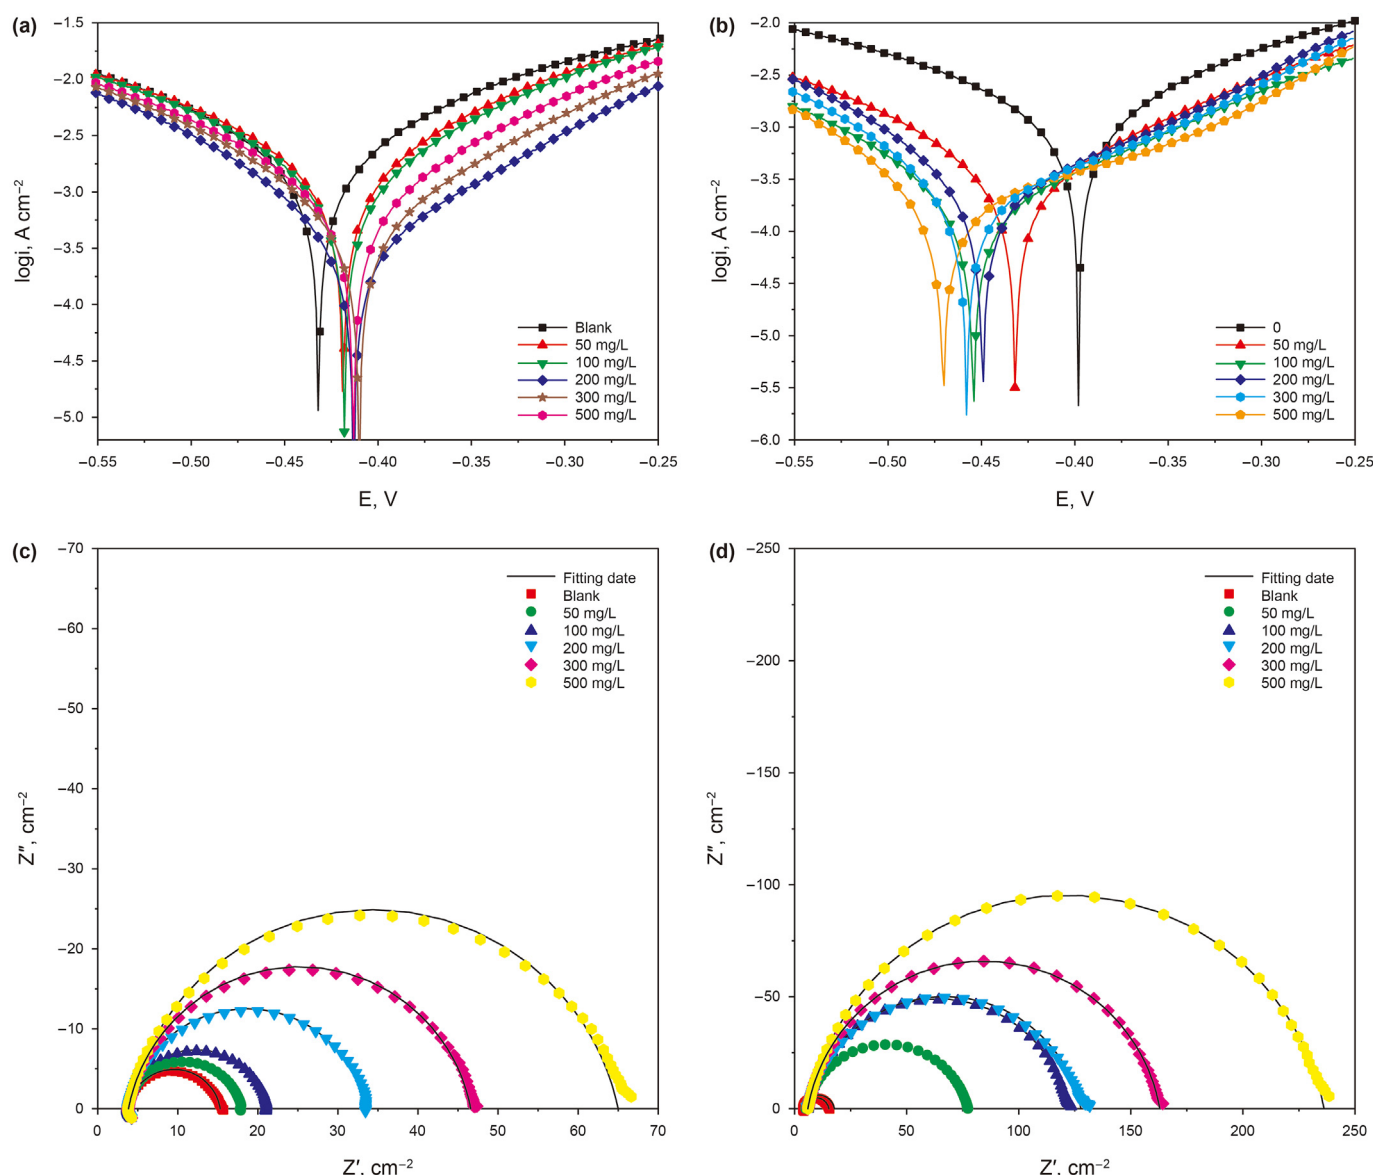 (a)
−1.5
−2.0
−2.5
−3.0
−3.5
−4.0
−4.5
−5.0
logi, A cm⁻²
Blank
50 mg/L
100 mg/L
200 mg/L
300 mg/L
500 mg/L
−0.55 −0.50 −0.45 −0.40 −0.35 −0.30 −0.25
E, V
(b)
−2.0
−2.5
−3.0
−3.5
−4.0
−4.5
−5.0
−5.5
−6.0
logi, A cm⁻²
0
50 mg/L
100 mg/L
200 mg/L
300 mg/L
500 mg/L
−0.55 −0.50 −0.45 −0.40 −0.35 −0.30 −0.25
E, V
(c)
−70
−60
−50
−40
−30
−20
−10
0
Z″, cm⁻²
Fitting date
Blank
50 mg/L
100 mg/L
200 mg/L
300 mg/L
500 mg/L
0 10 20 30 40 50 60 70
Z′, cm⁻²
(d)
−250
−200
−150
−100
−50
0
Z″, cm⁻²
Fitting date
Blank
50 mg/L
100 mg/L
200 mg/L
300 mg/L
500 mg/L
0 50 100 150 200 250
Z′, cm⁻²